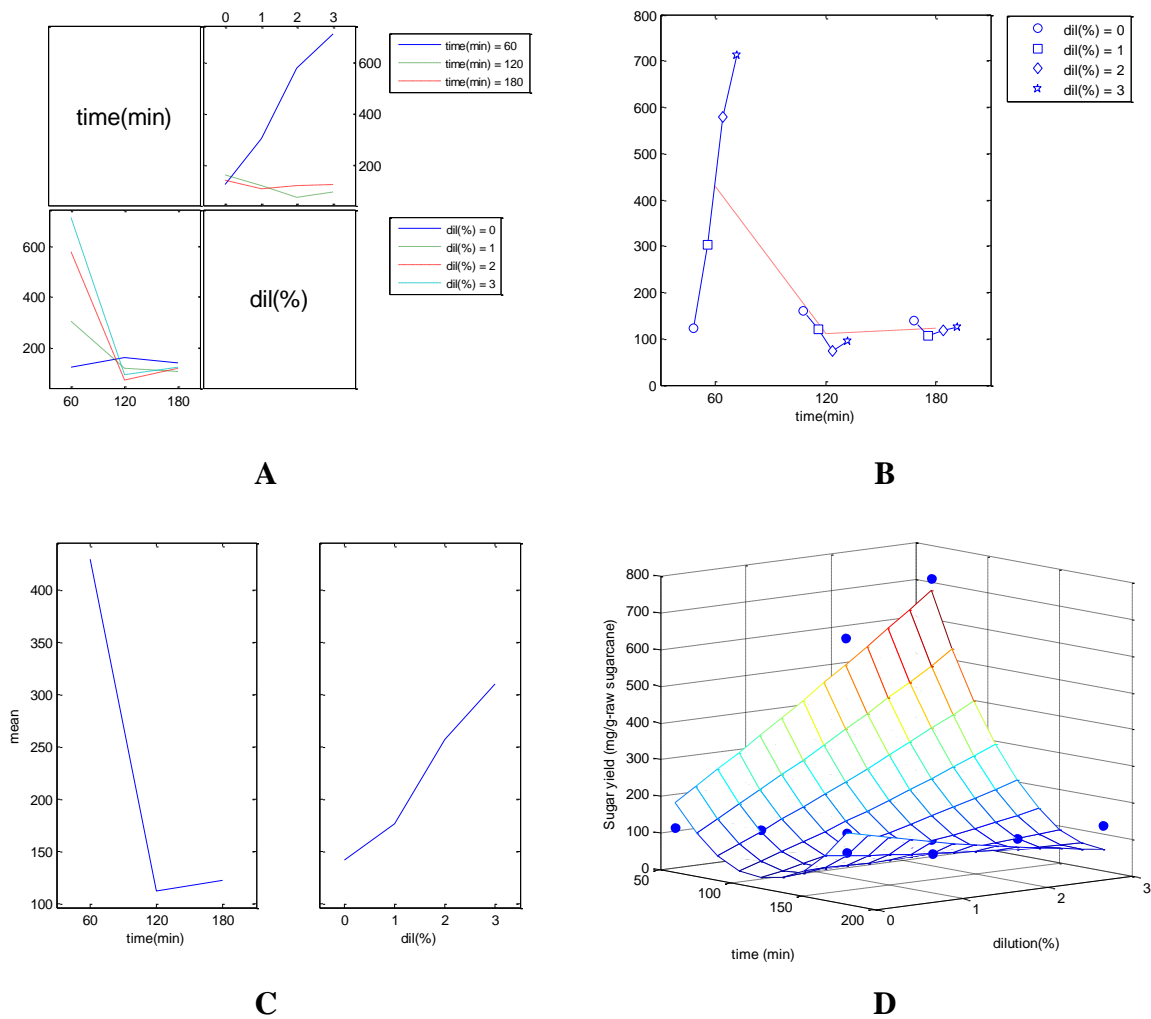 0 1 2 3
time(min)
600
400
200
time(min) = 60
time(min) = 120
time(min) = 180
600
400
200
60 120 180
dil(%)
dil(%) = 0
dil(%) = 1
dil(%) = 2
dil(%) = 3
A
800
700
600
500
400
300
200
100
0
60 120 180
time(min)
dil(%) = 0
dil(%) = 1
dil(%) = 2
dil(%) = 3
B
mean
400
350
300
250
200
150
100
60 120 180
time(min)
0 1 2 3
dil(%)
C
Sugar yield (mg/g-raw sugarcane)
800
700
600
500
400
300
200
100
0
50
100
150
200
time (min)
0
1
2
3
dilution(%)
D